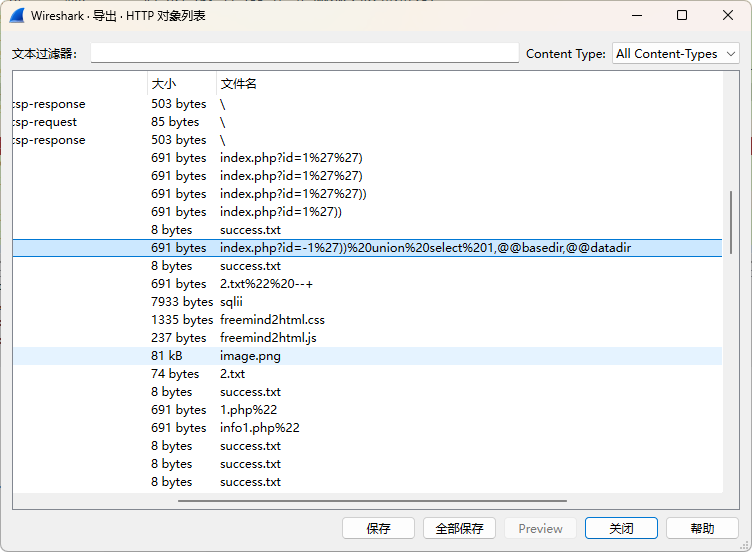 Wireshark · 导出 · HTTP 对象列表
文本过滤器: Content Type: All Content-Types
大小 文件名
:sp-response 503 bytes \
:sp-request 85 bytes \
:sp-response 503 bytes \
691 bytes index.php?id=1%27%27)
691 bytes index.php?id=1%27%27)
691 bytes index.php?id=1%27%27))
691 bytes index.php?id=1%27))
8 bytes success.txt
691 bytes index.php?id=-1%27))%20union%20select%201,@@basedir,@@datadir
8 bytes success.txt
691 bytes 2.txt%22%20--+
7933 bytes sqlii
1335 bytes freemind2html.css
237 bytes freemind2html.js
81 kB image.png
74 bytes 2.txt
8 bytes success.txt
691 bytes 1.php%22
691 bytes info1.php%22
8 bytes success.txt
8 bytes success.txt
8 bytes success.txt
保存 全部保存 Preview 关闭 帮助